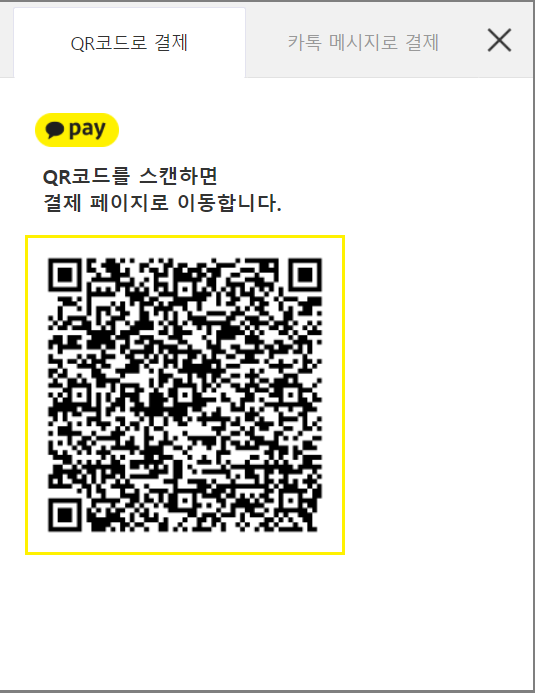 QR코드로 결제
카톡 메시지로 결제
pay
QR코드를 스캔하면
결제 페이지로 이동합니다.